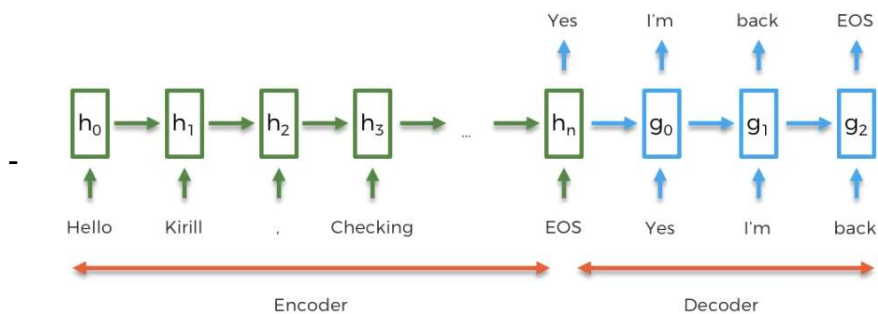 Yes I'm back EOS
h₀ h₁ h₂ h₃ ... hₙ g₀ g₁ g₂
-
Hello Kirill , Checking EOS Yes I'm back
Encoder Decoder